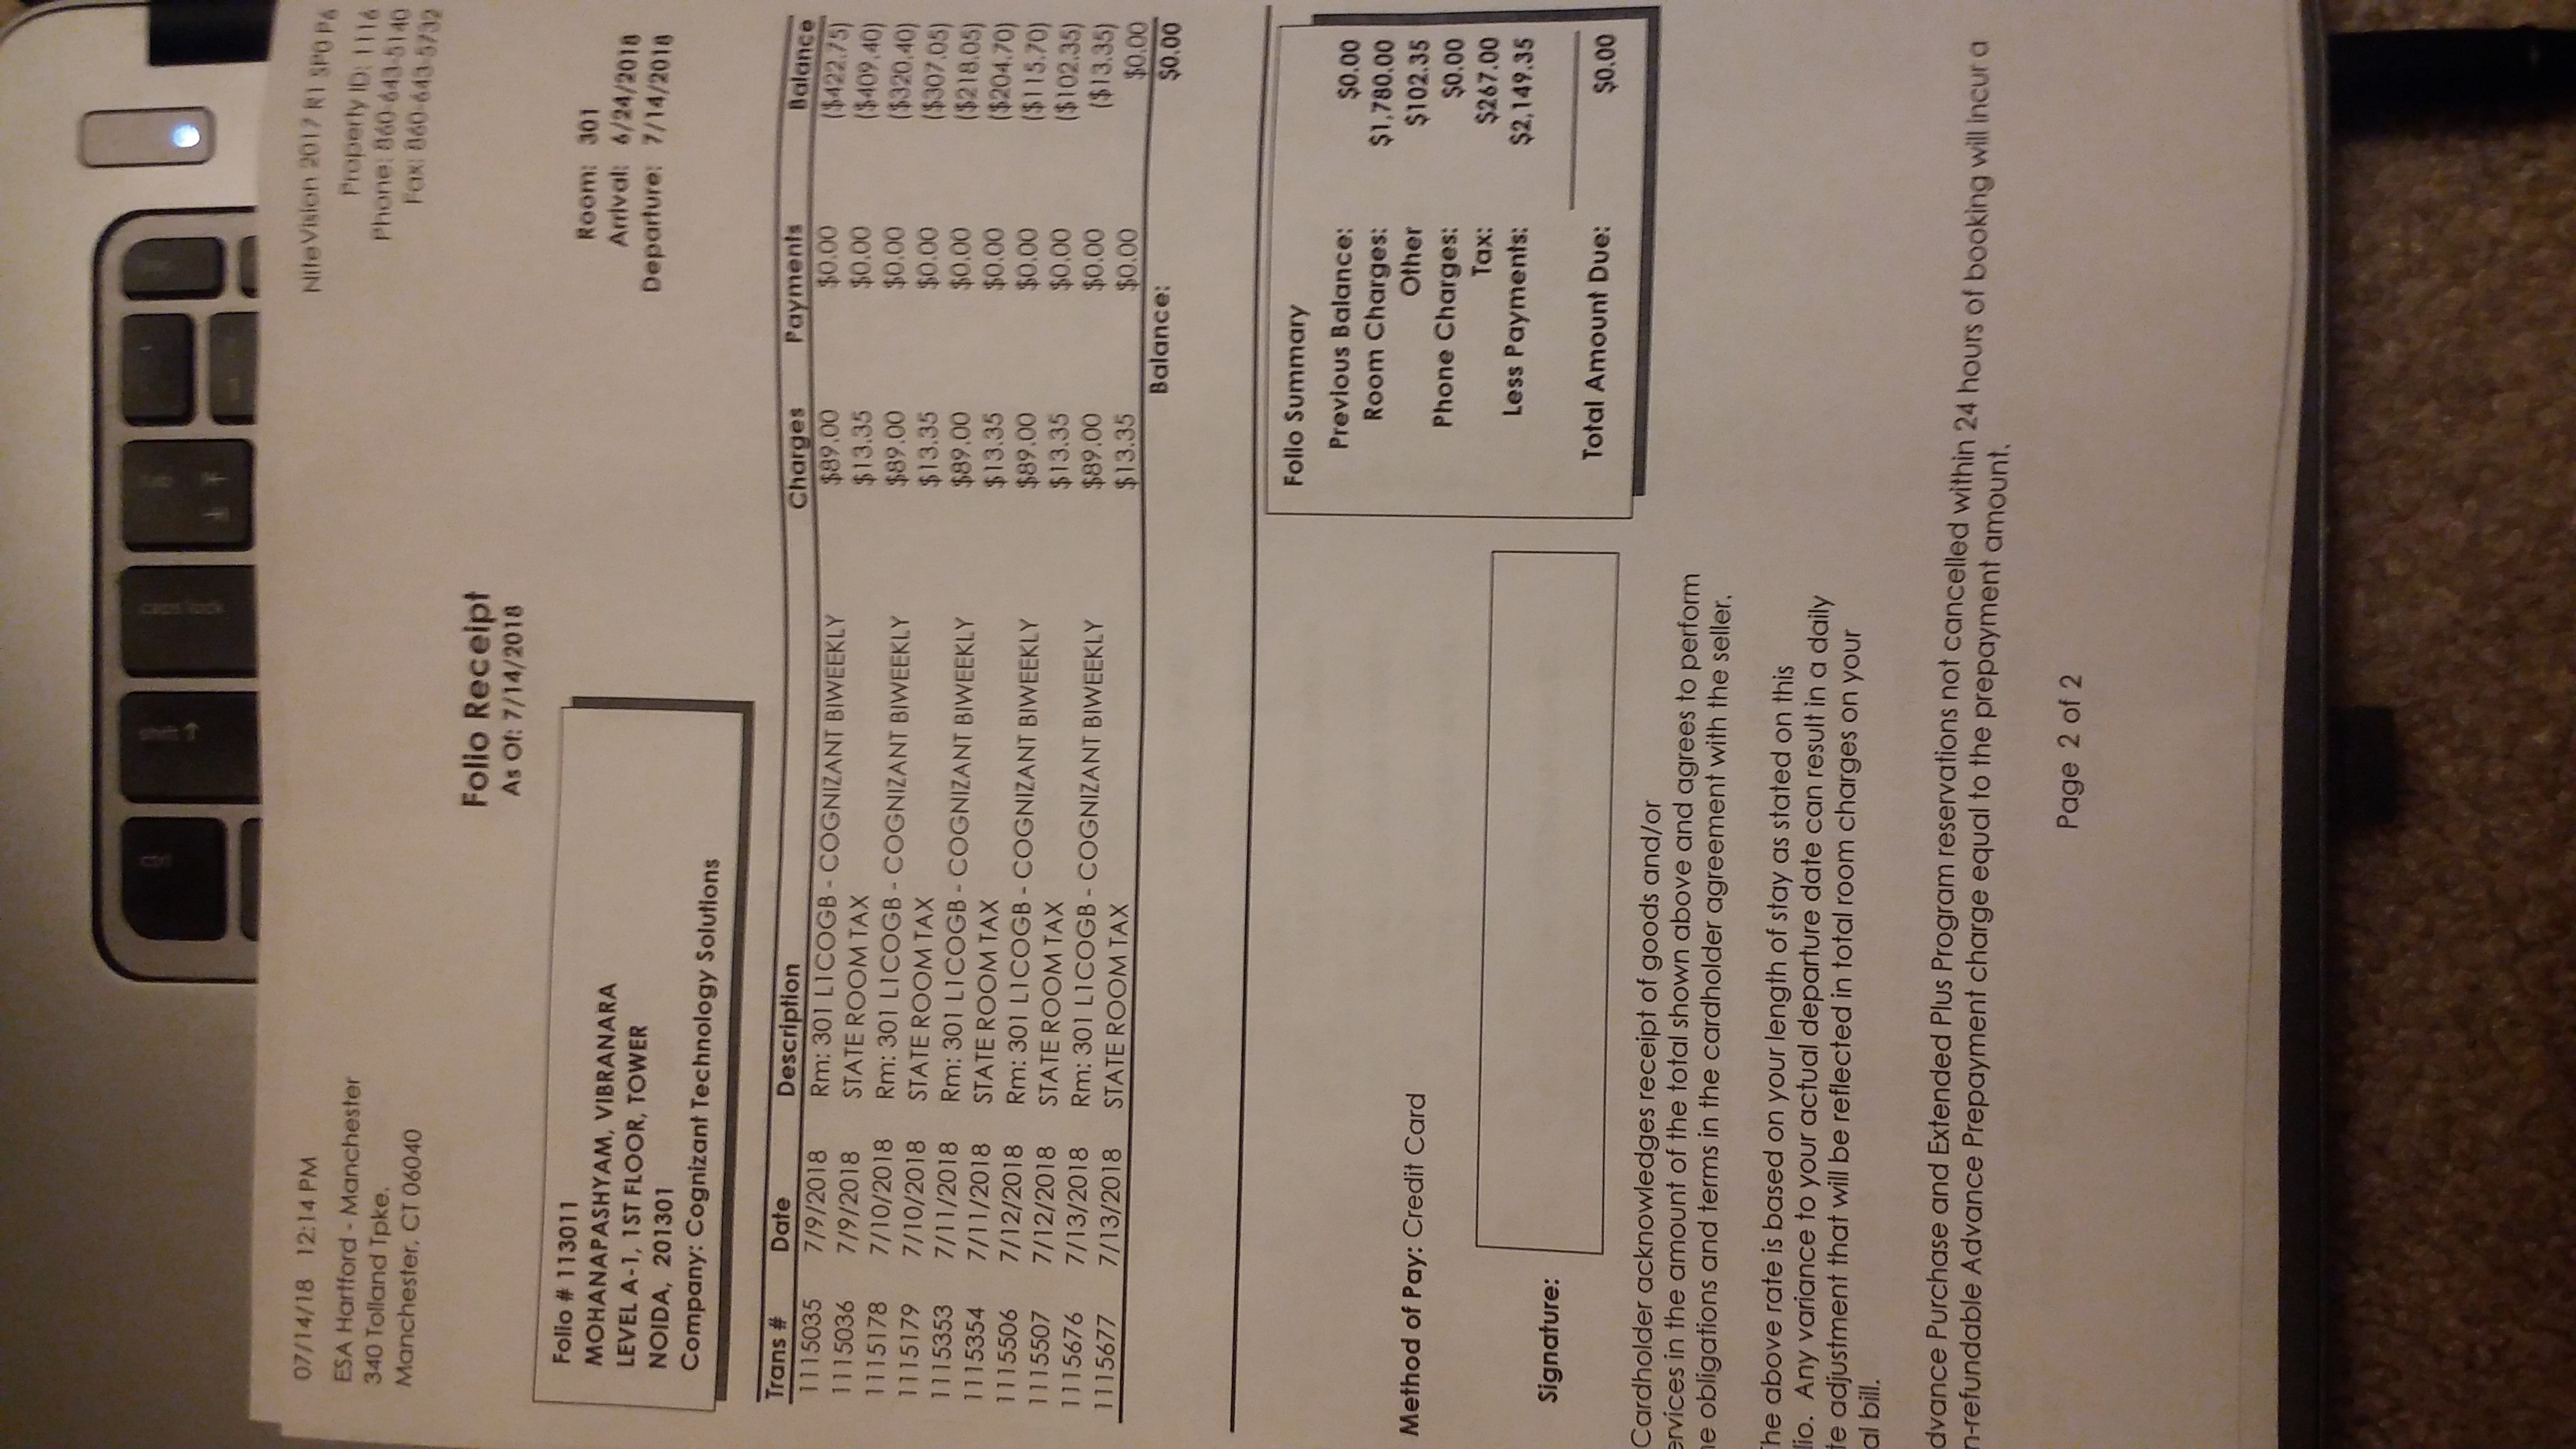 07/14/18 12:14 PM
NiteVision 2017 R1 SP0 P6
ESA Hartford - Manchester
Property ID: 1116
340 Tolland Tpke.
Phone: 860-643-5140
Manchester, CT 06040
Fax: 860-643-5732
Folio Receipt
As Of: 7/14/2018
Folio # 113011
MOHANAPASHYAM, VIBRANARA
LEVEL A-1, 1ST FLOOR, TOWER
NOIDA, 201301
Company: Cognizant Technology Solutions
Room: 301
Arrival: 6/24/2018
Departure: 7/14/2018
Trans # Date Description Charges Payments Balance
1115035 7/9/2018 Rm: 301 L1COGB - COGNIZANT BIWEEKLY $89.00 $0.00 ($422.75)
1115036 7/9/2018 STATE ROOM TAX $13.35 $0.00 ($409.40)
1115178 7/10/2018 Rm: 301 L1COGB - COGNIZANT BIWEEKLY $89.00 $0.00 ($320.40)
1115179 7/10/2018 STATE ROOM TAX $13.35 $0.00 ($307.05)
1115353 7/11/2018 Rm: 301 L1COGB - COGNIZANT BIWEEKLY $89.00 $0.00 ($218.05)
1115354 7/11/2018 STATE ROOM TAX $13.35 $0.00 ($204.70)
1115506 7/12/2018 Rm: 301 L1COGB - COGNIZANT BIWEEKLY $89.00 $0.00 ($115.70)
1115507 7/12/2018 STATE ROOM TAX $13.35 $0.00 ($102.35)
1115676 7/13/2018 Rm: 301 L1COGB - COGNIZANT BIWEEKLY $89.00 $0.00 ($13.35)
1115677 7/13/2018 STATE ROOM TAX $13.35 $0.00 $0.00
Balance: $0.00
Folio Summary
Previous Balance: $0.00
Room Charges: $1,780.00
Other $102.35
Phone Charges: $0.00
Tax: $267.00
Less Payments: $2,149.35
Total Amount Due: $0.00
Method of Pay: Credit Card
Signature:
Cardholder acknowledges receipt of goods and/or
ervices in the amount of the total shown above and agrees to perform
ne obligations and terms in the cardholder agreement with the seller.
The above rate is based on your length of stay as stated on this
lio. Any variance to your actual departure date can result in a daily
te adjustment that will be reflected in total room charges on your
al bill.
dvance Purchase and Extended Plus Program reservations not cancelled within 24 hours of booking will incur a
n-refundable Advance Prepayment charge equal to the prepayment amount.
Page 2 of 2